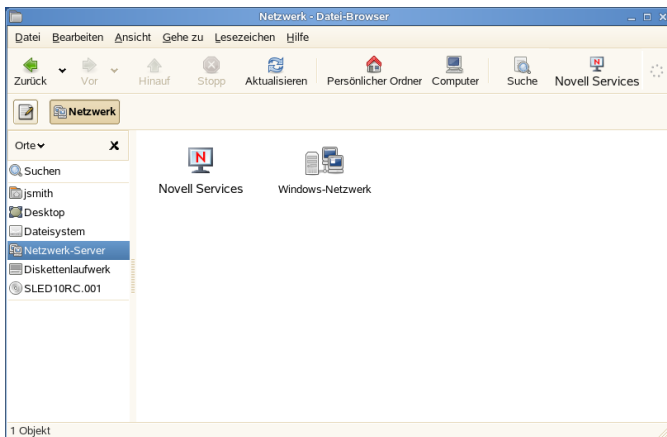 Netzwerk - Datei-Browser
Datei Bearbeiten Ansicht Gehe zu Lesezeichen Hilfe
Zurück Vor Hinauf Stopp Aktualisieren Persönlicher Ordner Computer Suche Novell Services
Netzwerk
Orte
Suchen
jsmith
Desktop
Dateisystem
Netzwerk-Server
Diskettenlaufwerk
SLED10RC.001
N N
Novell Services Windows-Netzwerk
1 Objekt